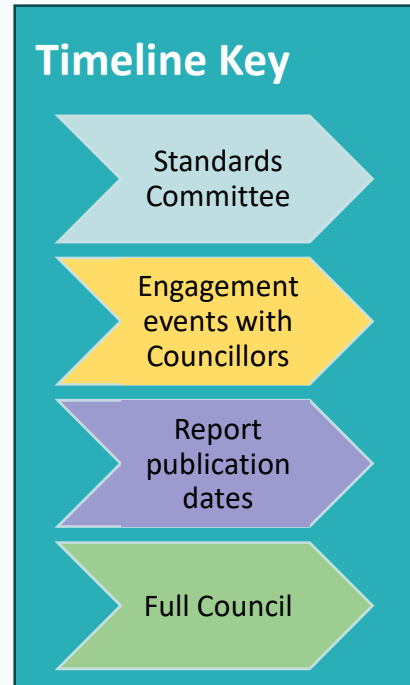 Timeline Key
Standards
Committee
Engagement
events with
Councillors
Report
publication
dates
Full Council